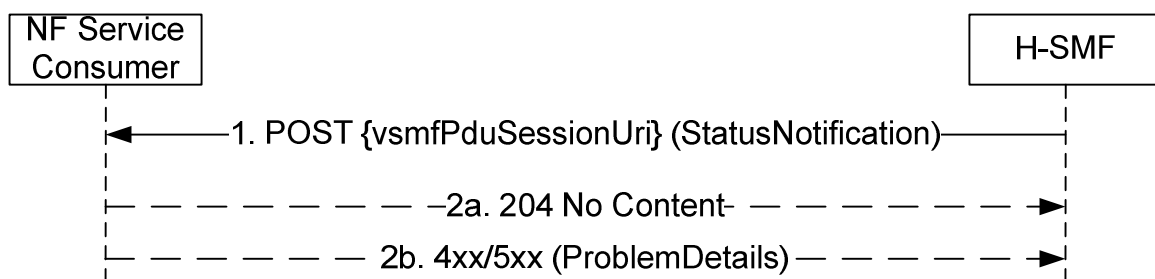 NF Service
Consumer
H-SMF
1. POST {vsmfPduSessionUri} (StatusNotification)
2a. 204 No Content
2b. 4xx/5xx (ProblemDetails)